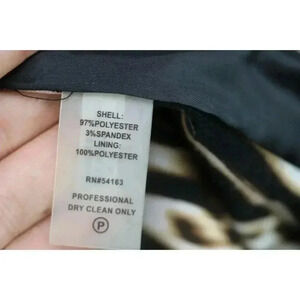 SHELL:
97%POLYESTER
3%SPANDEX
LINING:
100%POLYESTER
RN#54163
PROFESSIONAL
DRY CLEAN ONLY
P